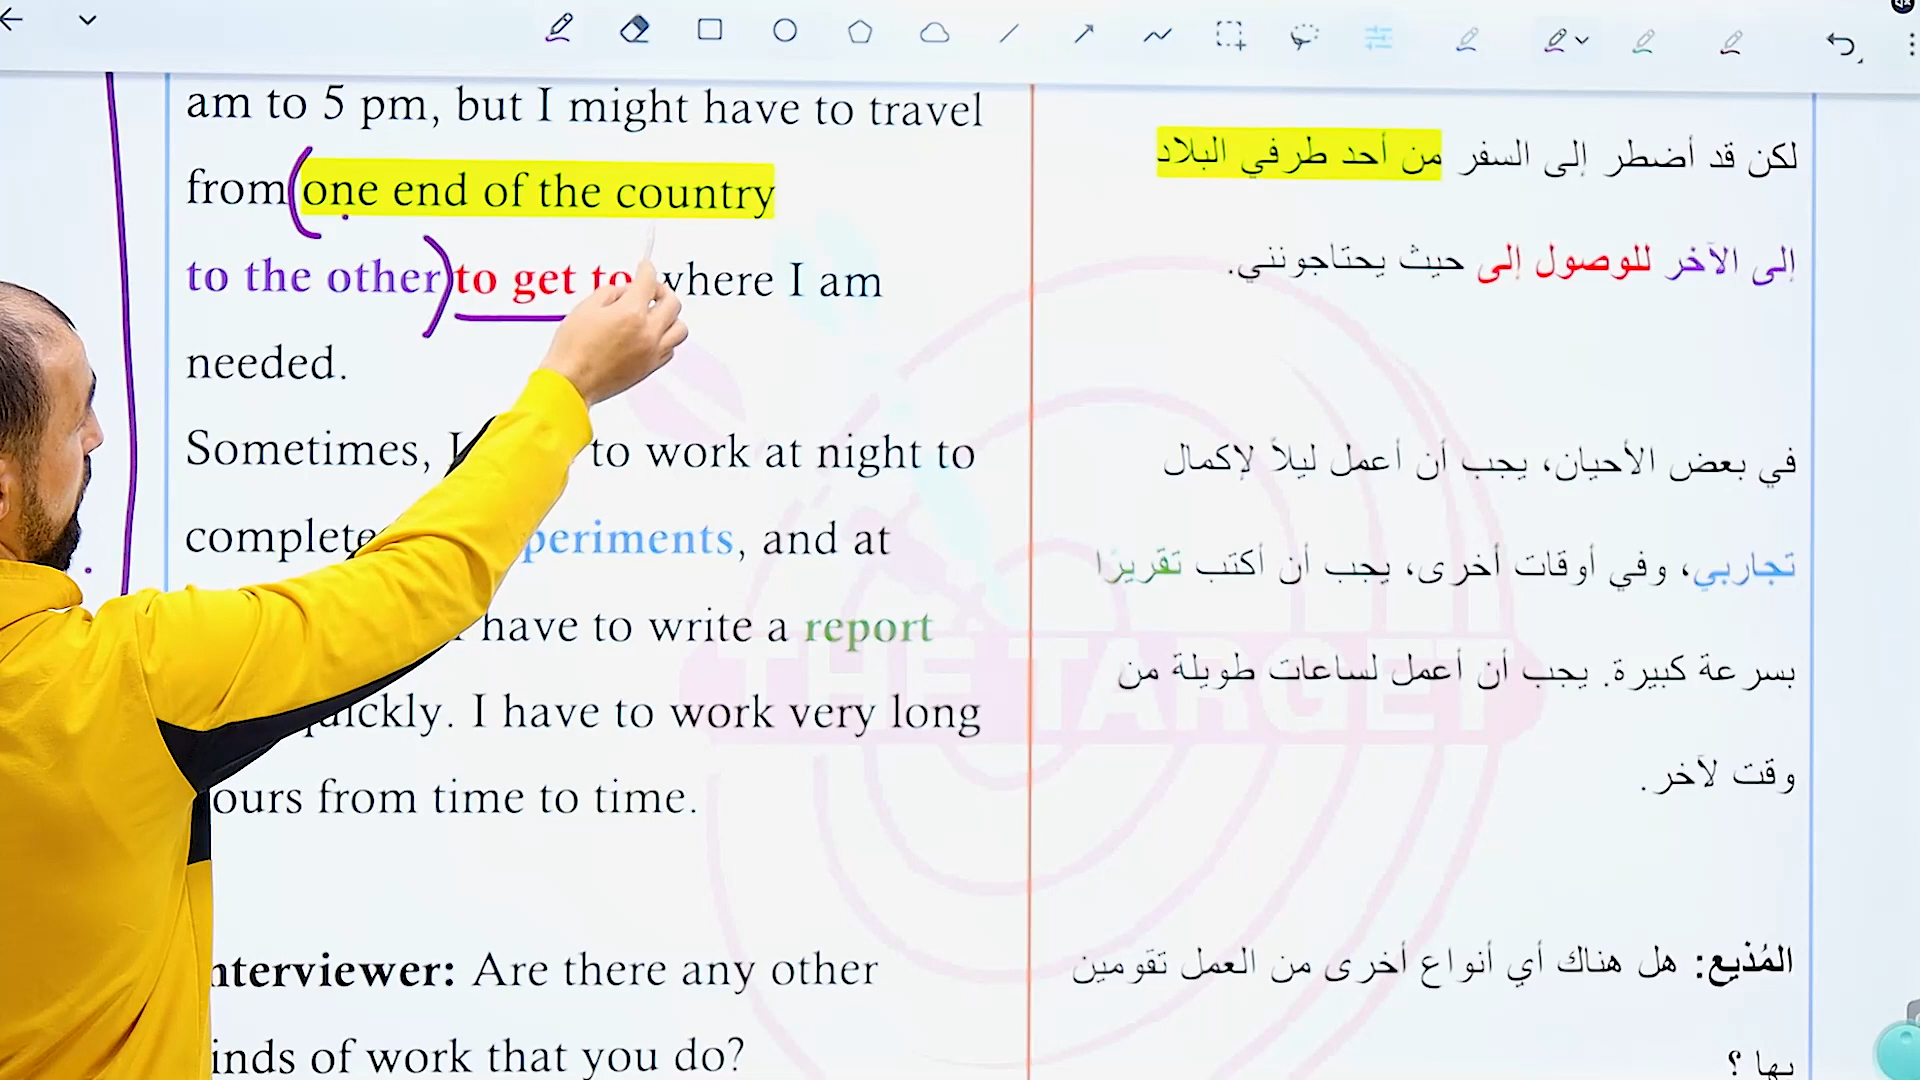 am to 5 pm, but I might have to travel
from one end of the country
to the other to get to where I am
needed.
Sometimes, I to work at night to
complete periments, and at
have to write a report
quickly. I have to work very long
ours from time to time.
nterviewer: Are there any other
inds of work that you do?
لكن قد أضطر إلى السفر من أحد طرفي البلاد
إلى الآخر للوصول إلى حيث يحتاجونني.
في بعض الأحيان، يجب أن أعمل ليلاً لإكمال
تجاربي، وفي أوقات أخرى، يجب أن أكتب تقريرًا
بسرعة كبيرة. يجب أن أعمل لساعات طويلة من
وقت لآخر.
المُذيع: هل هناك أي أنواع أخرى من العمل تقومين
بها ؟
THE TARGET